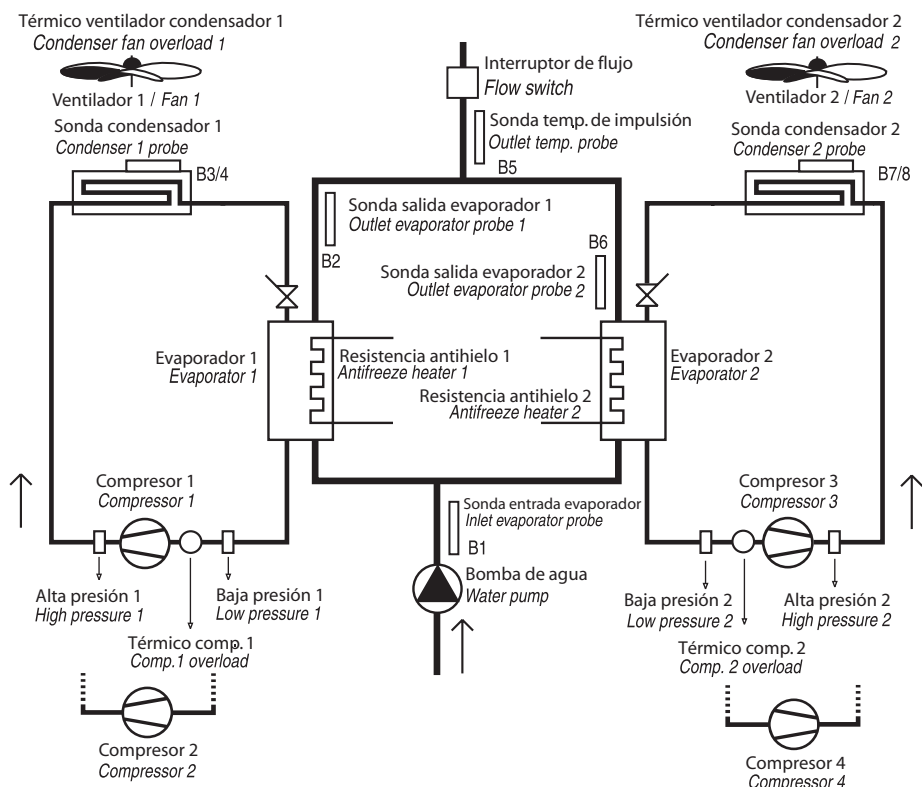 Térmico ventilador condensador 1
Condenser fan overload 1
Ventilador 1 / Fan 1
Sonda condensador 1
Condenser 1 probe
B3/4
Interruptor de flujo
Flow switch
Sonda temp. de impulsión
Outlet temp. probe
B5
Térmico ventilador condensador 2
Condenser fan overload 2
Ventilador 2 / Fan 2
Sonda condensador 2
Condenser 2 probe
B7/8
Sonda salida evaporador 1
Outlet evaporator probe 1
B2
B6
Sonda salida evaporador 2
Outlet evaporator probe 2
Evaporador 1
Evaporator 1
Resistencia antihielo 1
Antifreeze heater 1
Resistencia antihielo 2
Antifreeze heater 2
Evaporador 2
Evaporator 2
Compresor 1
Compressor 1
Sonda entrada evaporador
Inlet evaporator probe
B1
Compresor 3
Compressor 3
Bomba de agua
Water pump
Alta presión 1
High pressure 1
Baja presión 1
Low pressure 1
Térmico comp. 1
Comp.1 overload
Baja presión 2
Low pressure 2
Alta presión 2
High pressure 2
Térmico comp. 2
Comp. 2 overload
Compresor 2
Compressor 2
Compresor 4
Compressor 4